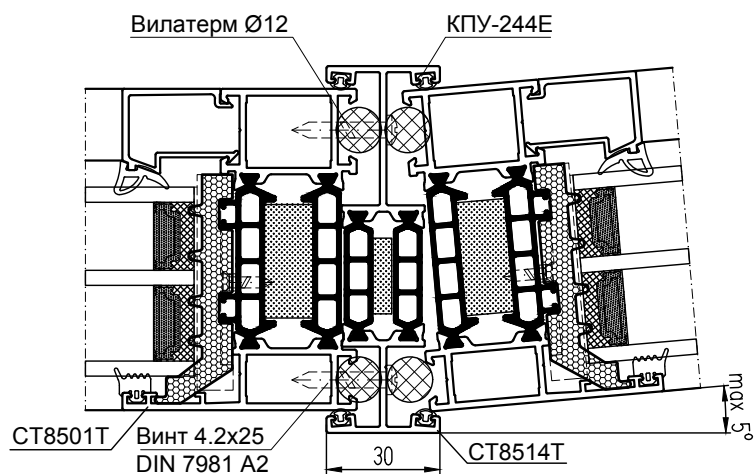 Вилатерм Ø12
КПУ-244Е
max 5°
СТ8501Т
Винт 4.2х25
DIN 7981 A2
30
СТ8514Т